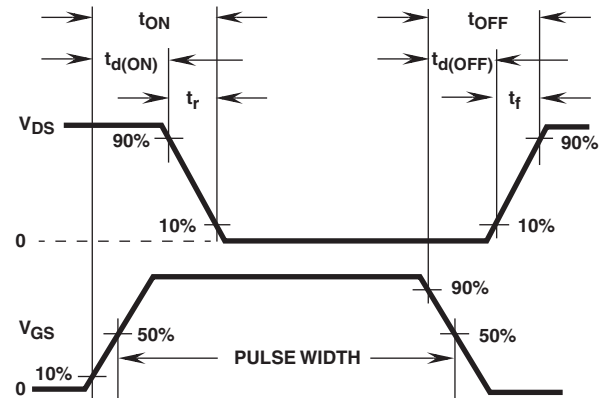 tON tOFF
td(ON) td(OFF)
tr tf
VDS
90% 90%
10% 10%
0
90%
VGS 50% 50%
PULSE WIDTH
10%
0